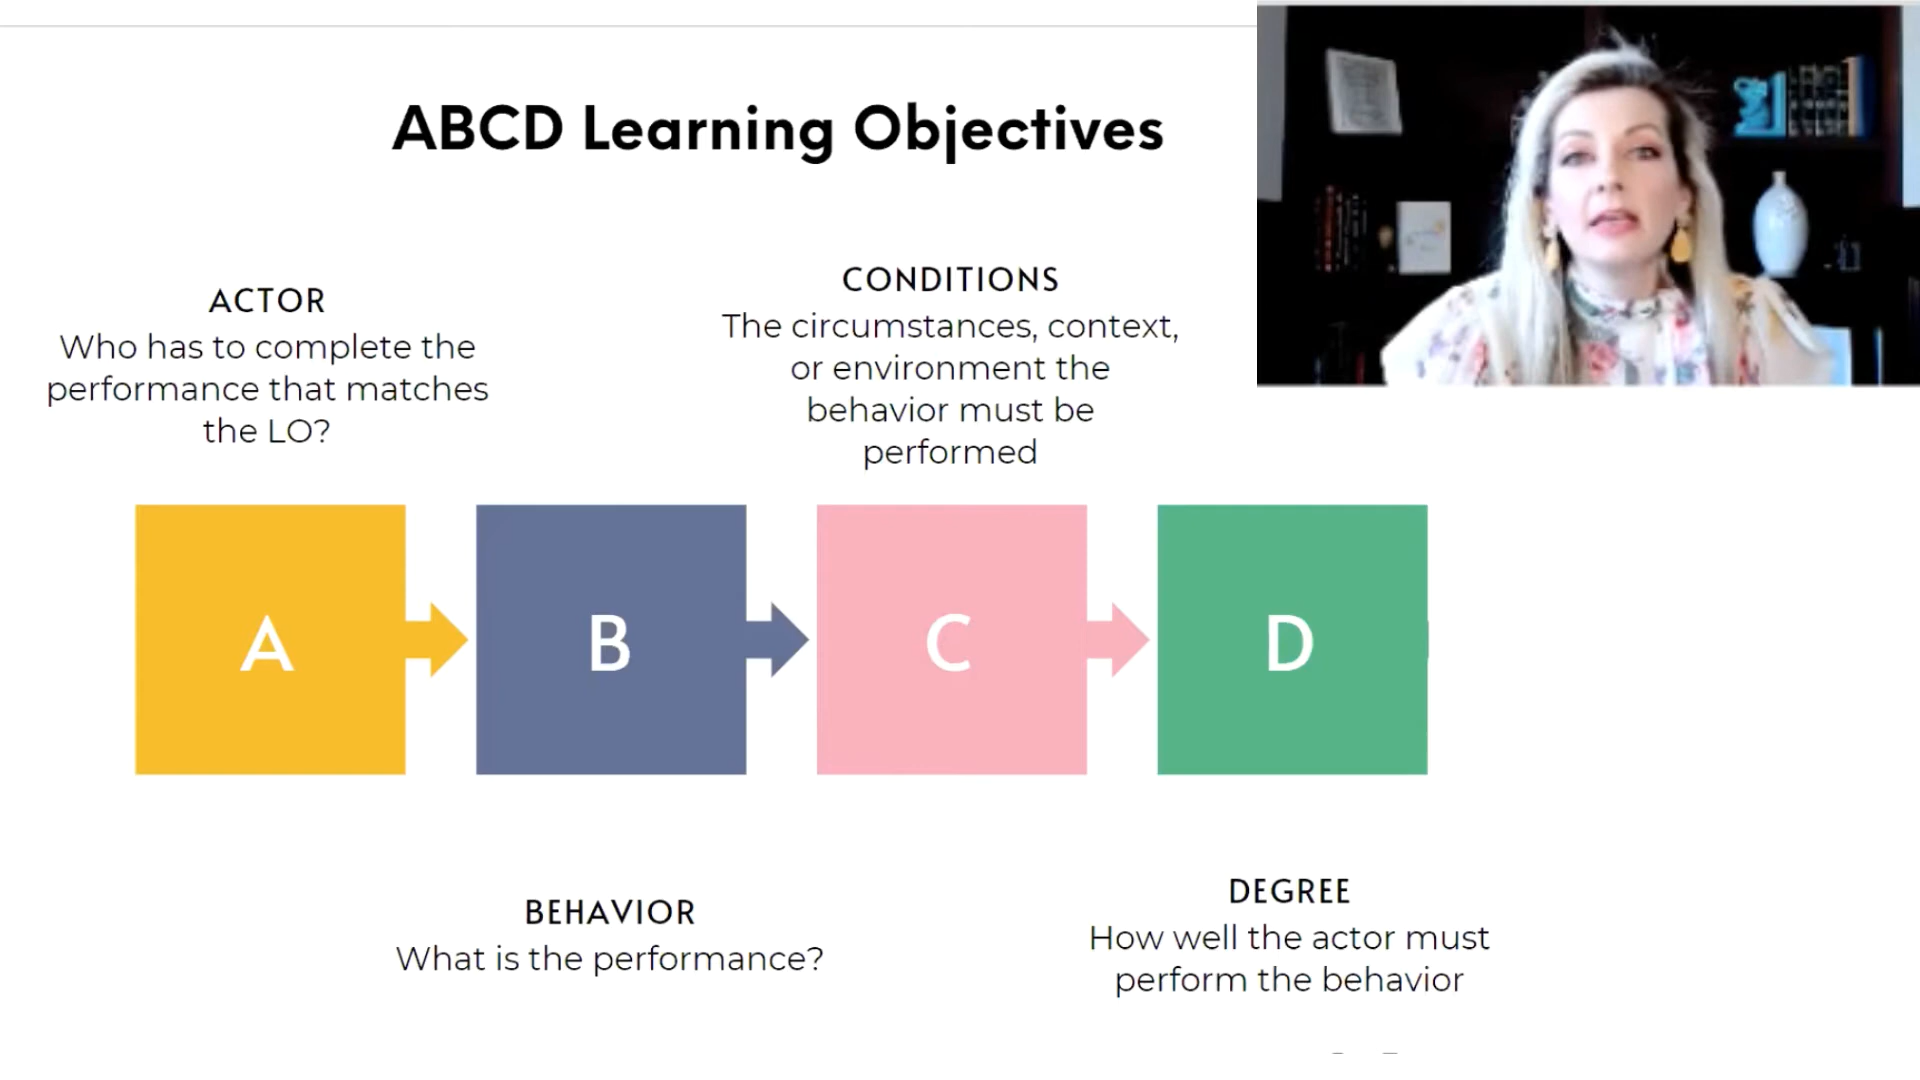 ABCD Learning Objectives
ACTOR
Who has to complete the
performance that matches
the LO?
CONDITIONS
The circumstances, context,
or environment the
behavior must be
performed
A
B
C
D
BEHAVIOR
What is the performance?
DEGREE
How well the actor must
perform the behavior